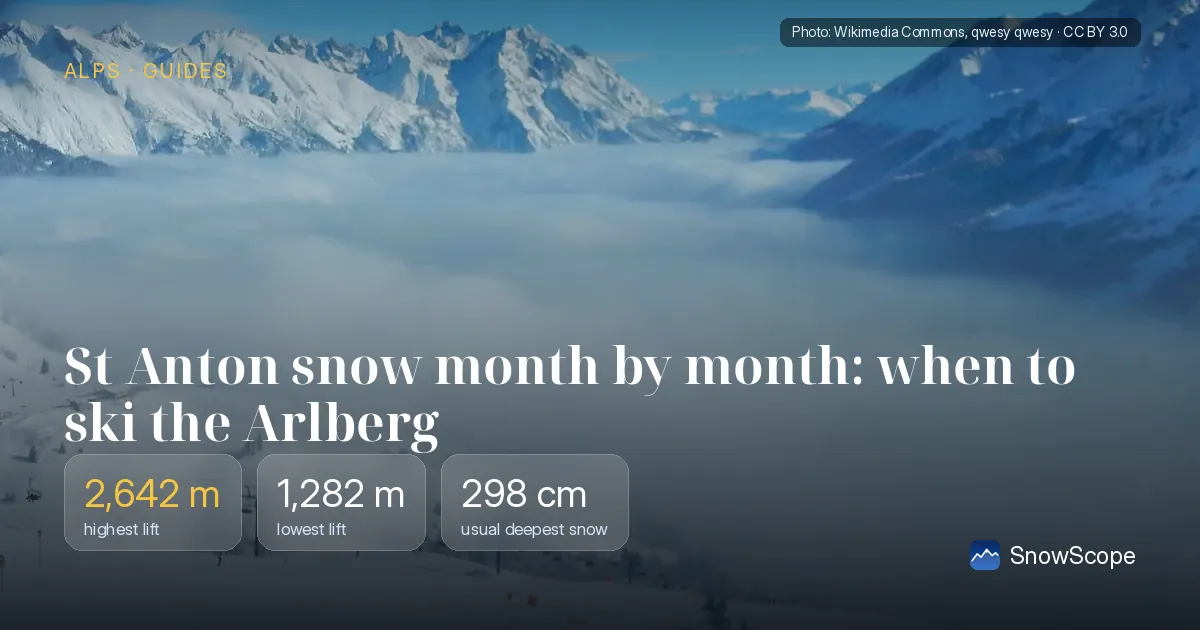 Photo: Wikimedia Commons, qwesy qwesy · CC BY 3.0
ALPS · GUIDES
St Anton snow month by month: when to
ski the Arlberg
2,642 m
highest lift
1,282 m
lowest lift
298 cm
usual deepest snow
SnowScope